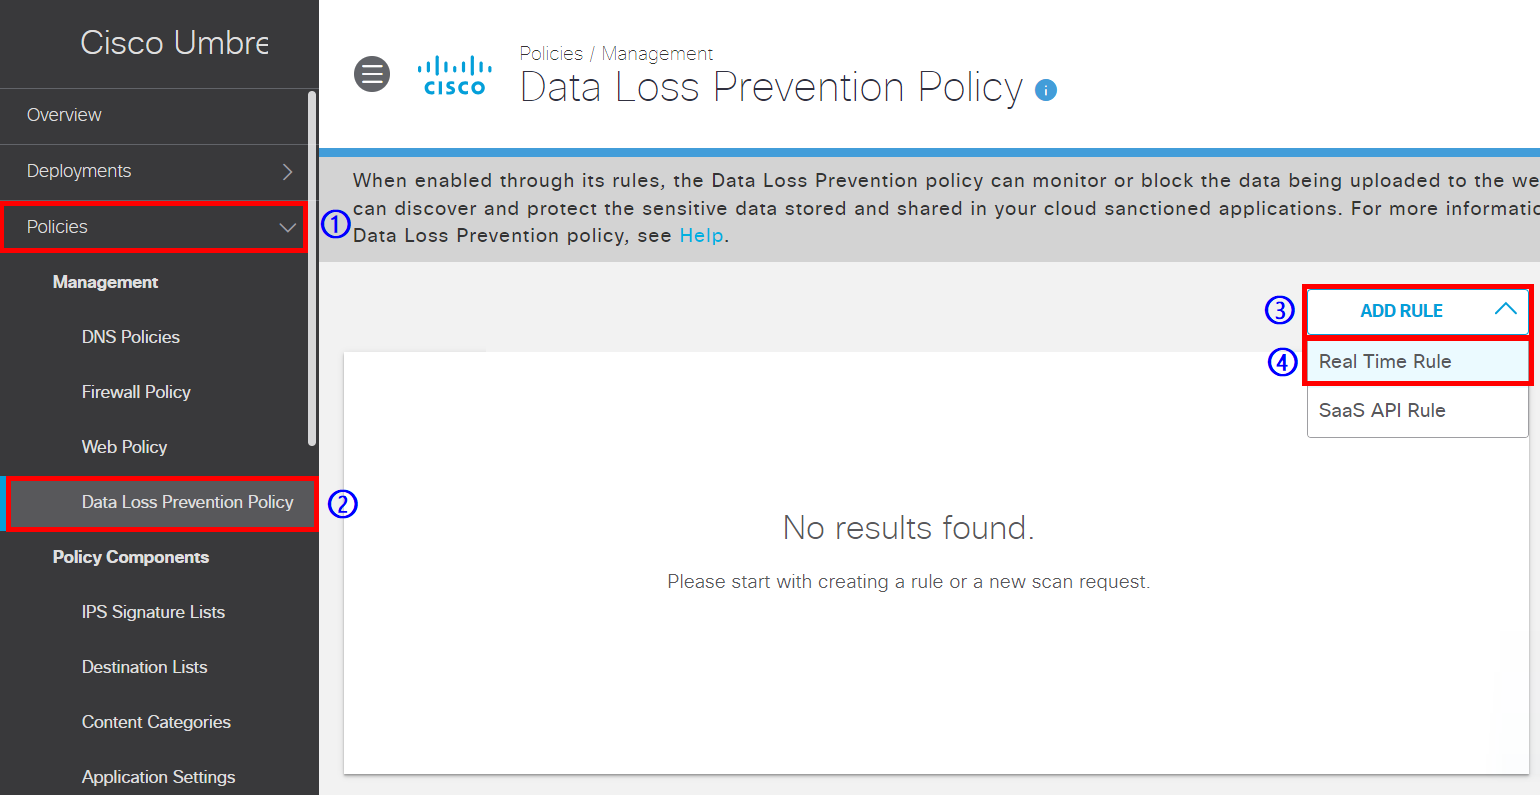 Cisco Umbre
Overview
Deployments
Policies
Management
DNS Policies
Firewall Policy
Web Policy
Data Loss Prevention Policy
Policy Components
IPS Signature Lists
Destination Lists
Content Categories
Application Settings
1
2
CISCO
Policies / Management
Data Loss Prevention Policy i
When enabled through its rules, the Data Loss Prevention policy can monitor or block the data being uploaded to the we
can discover and protect the sensitive data stored and shared in your cloud sanctioned applications. For more informatio
Data Loss Prevention policy, see Help.
3 ADD RULE
4 Real Time Rule
SaaS API Rule
No results found.
Please start with creating a rule or a new scan request.